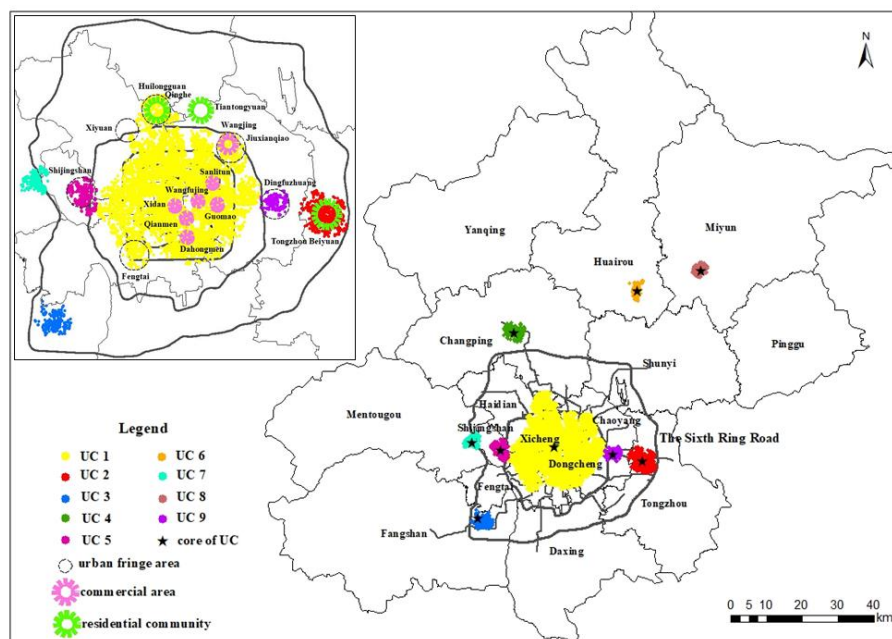 Huilongguan
Qinghe
Tiantongyuan
Xiyuan
Wangjing
Jiuxianqiao
Shijingshan
Sanlitun
Dingfuzhuang
Wangfujing
Xidan
Guomao
Qianmen
Tongzhou Beiyuan
Dahongmen
Fengtai
N
Yanqing
Miyun
Huairou
Changping
Pinggu
Shunyi
Mentougou
Haidian
Chaoyang
Shijingshan
Xicheng
The Sixth Ring Road
Dongcheng
Fengtai
Tongzhou
Fangshan
Daxing
Legend
UC 1
UC 6
UC 2
UC 7
UC 3
UC 8
UC 4
UC 9
UC 5
core of UC
urban fringe area
commercial area
residential community
0 5 10 20 30 40
km